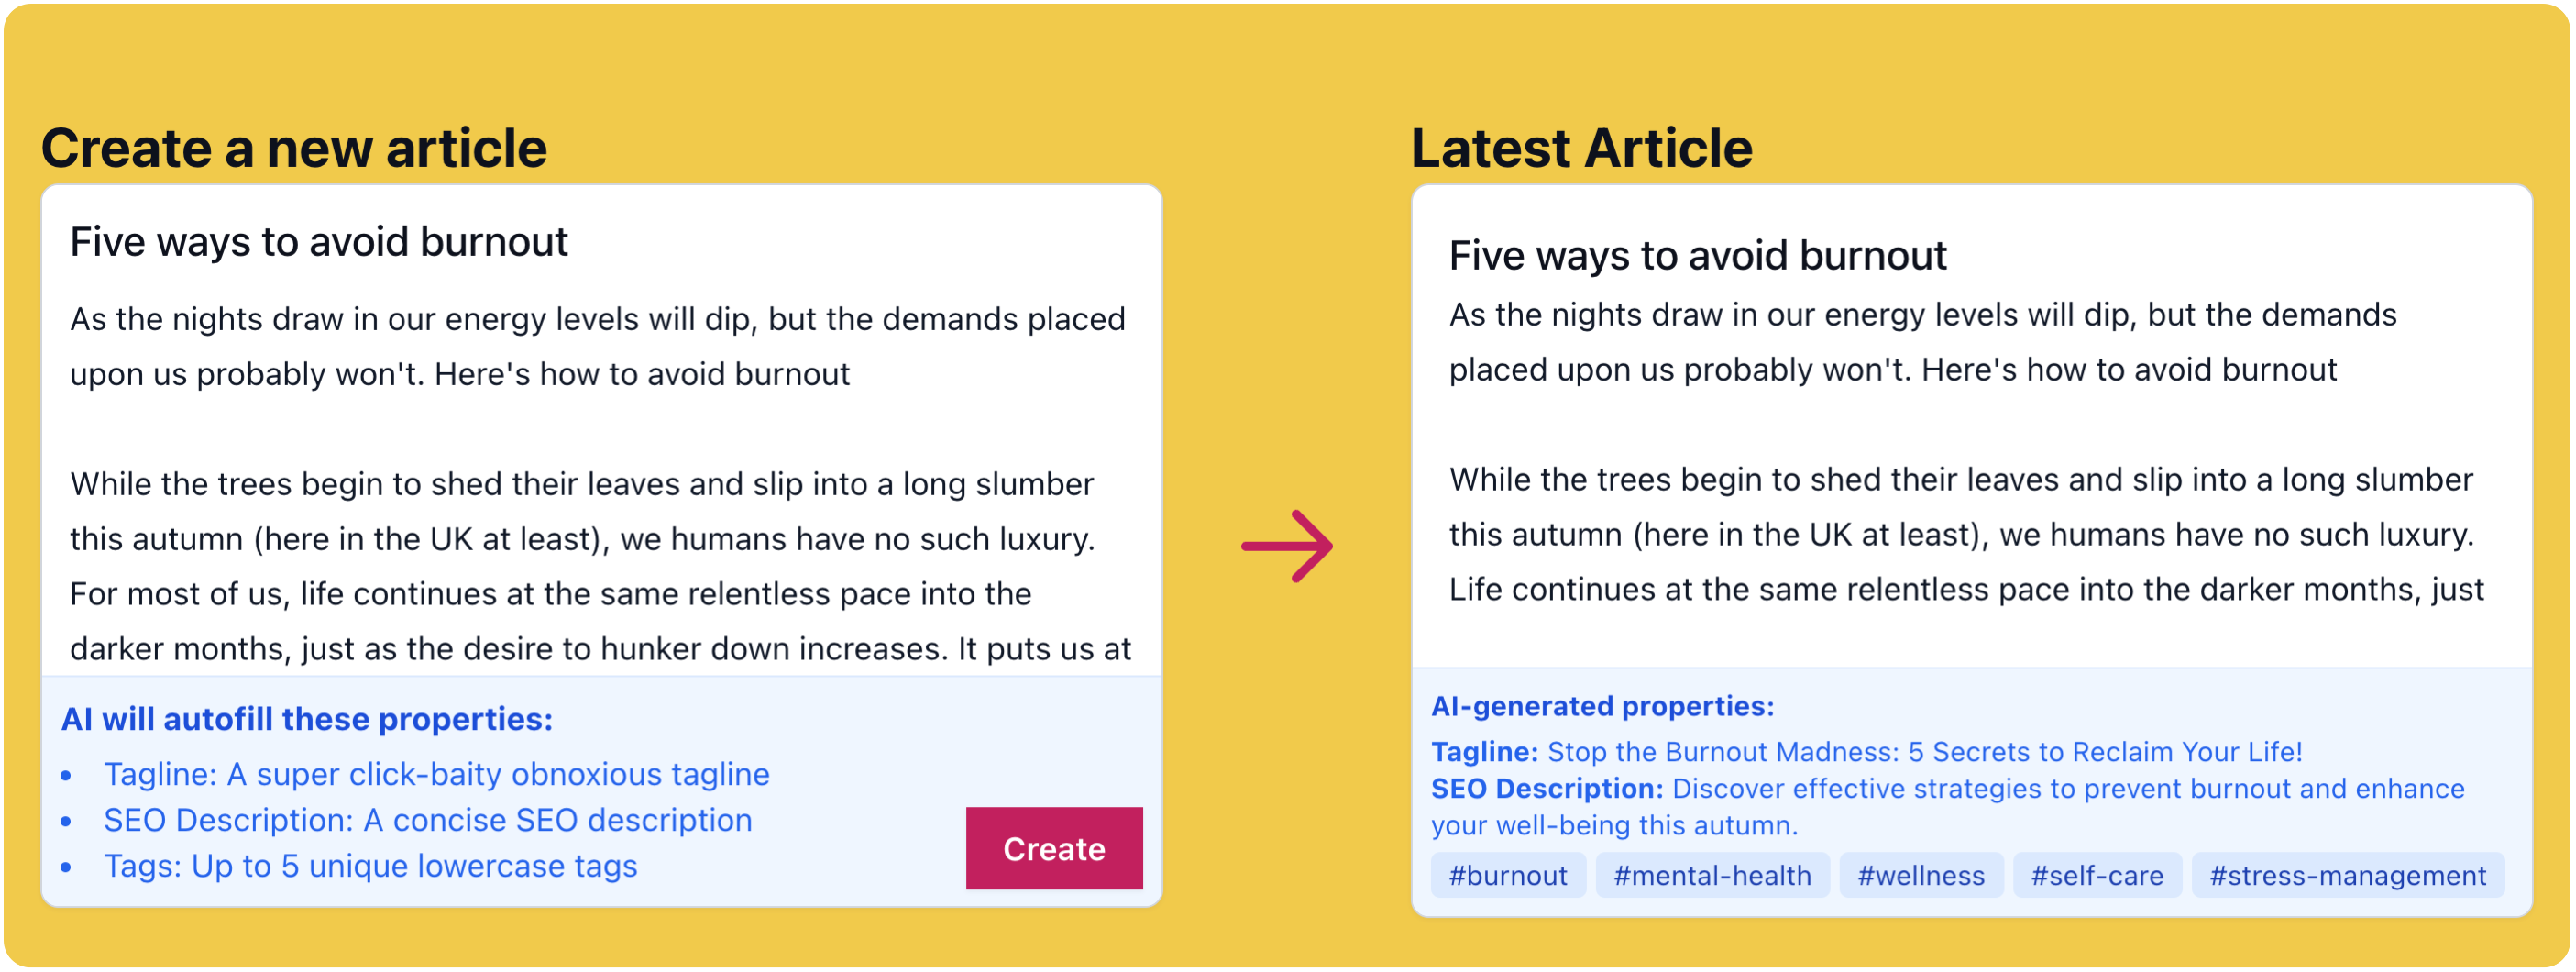 Create a new article
Five ways to avoid burnout
As the nights draw in our energy levels will dip, but the demands placed
upon us probably won't. Here's how to avoid burnout
While the trees begin to shed their leaves and slip into a long slumber
this autumn (here in the UK at least), we humans have no such luxury.
For most of us, life continues at the same relentless pace into the
darker months, just as the desire to hunker down increases. It puts us at
AI will autofill these properties:
• Tagline: A super click-baity obnoxious tagline
• SEO Description: A concise SEO description
• Tags: Up to 5 unique lowercase tags
Create
Latest Article
Five ways to avoid burnout
As the nights draw in our energy levels will dip, but the demands
placed upon us probably won't. Here's how to avoid burnout
While the trees begin to shed their leaves and slip into a long slumber
this autumn (here in the UK at least), we humans have no such luxury.
Life continues at the same relentless pace into the darker months, just
AI-generated properties:
Tagline: Stop the Burnout Madness: 5 Secrets to Reclaim Your Life!
SEO Description: Discover effective strategies to prevent burnout and enhance
your well-being this autumn.
#burnout #mental-health #wellness #self-care #stress-management